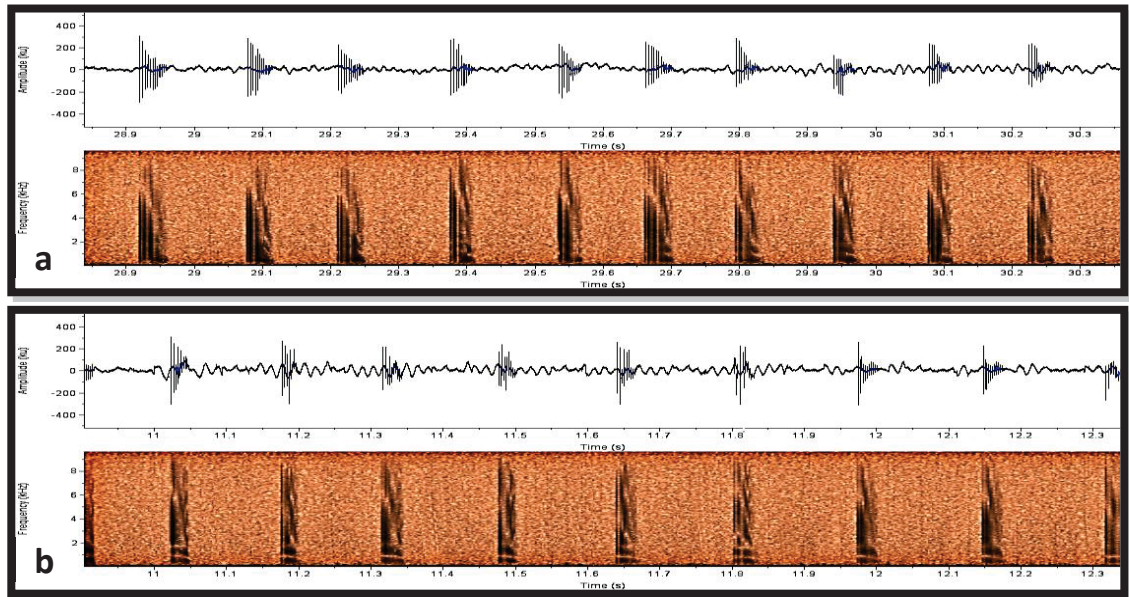 400
200
0
-200
-400
Amplitude (ku)
28.9 29 29.1 29.2 29.3 29.4 29.5 29.6 29.7 29.8 29.9 30 30.1 30.2 30.3
Time (s)
8
6
4
2
Frequency (kHz)
28.9 29 29.1 29.2 29.3 29.4 29.5 29.6 29.7 29.8 29.9 30 30.1 30.2 30.3
Time (s)
a
400
200
0
-200
-400
Amplitude (ku)
11 11.1 11.2 11.3 11.4 11.5 11.6 11.7 11.8 11.9 12 12.1 12.2 12.3
Time (s)
8
6
4
2
Frequency (kHz)
11 11.1 11.2 11.3 11.4 11.5 11.6 11.7 11.8 11.9 12 12.1 12.2 12.3
Time (s)
b